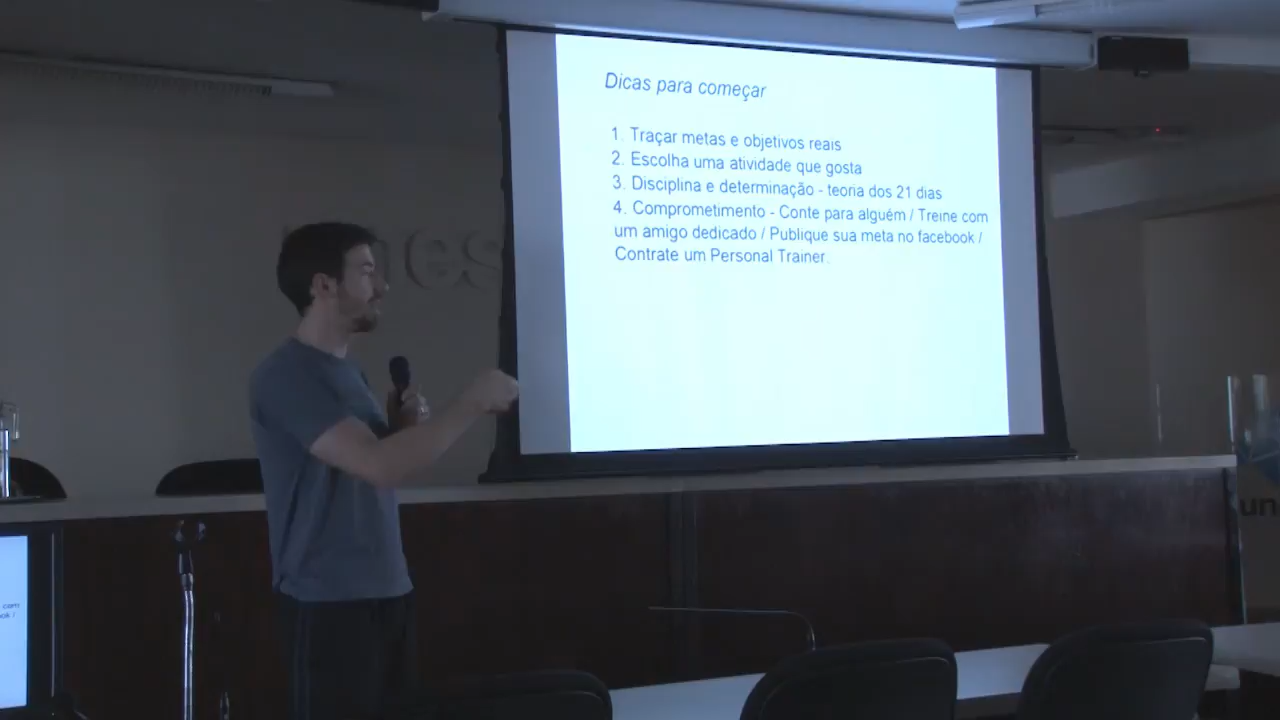 Dicas para começar
1. Traçar metas e objetivos reais
2. Escolha uma atividade que gosta
3. Disciplina e determinação - teoria dos 21 dias
4. Comprometimento - Conte para alguém / Treine com
um amigo dedicado / Publique sua meta no facebook /
Contrate um Personal Trainer.